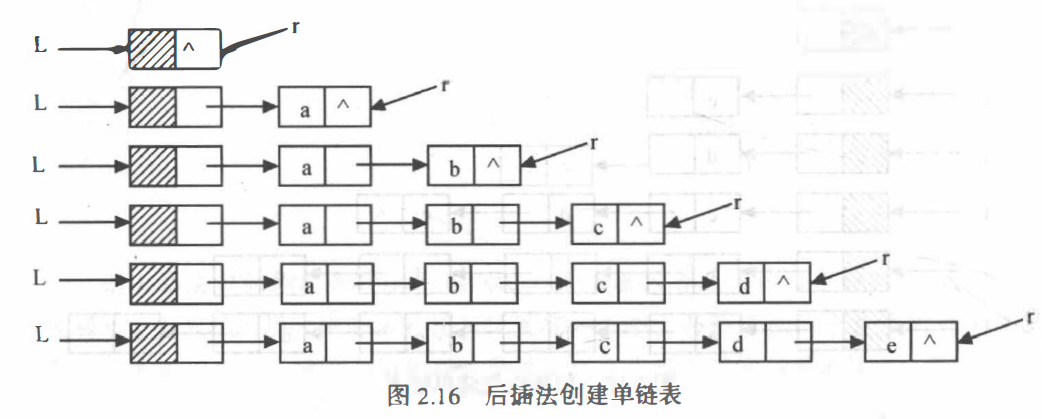 L ^ r
L a ^ r
L a b ^ r
L a b c ^ r
L a b c d ^ r
L a b c d e ^ r
图 2.16 后插法创建单链表